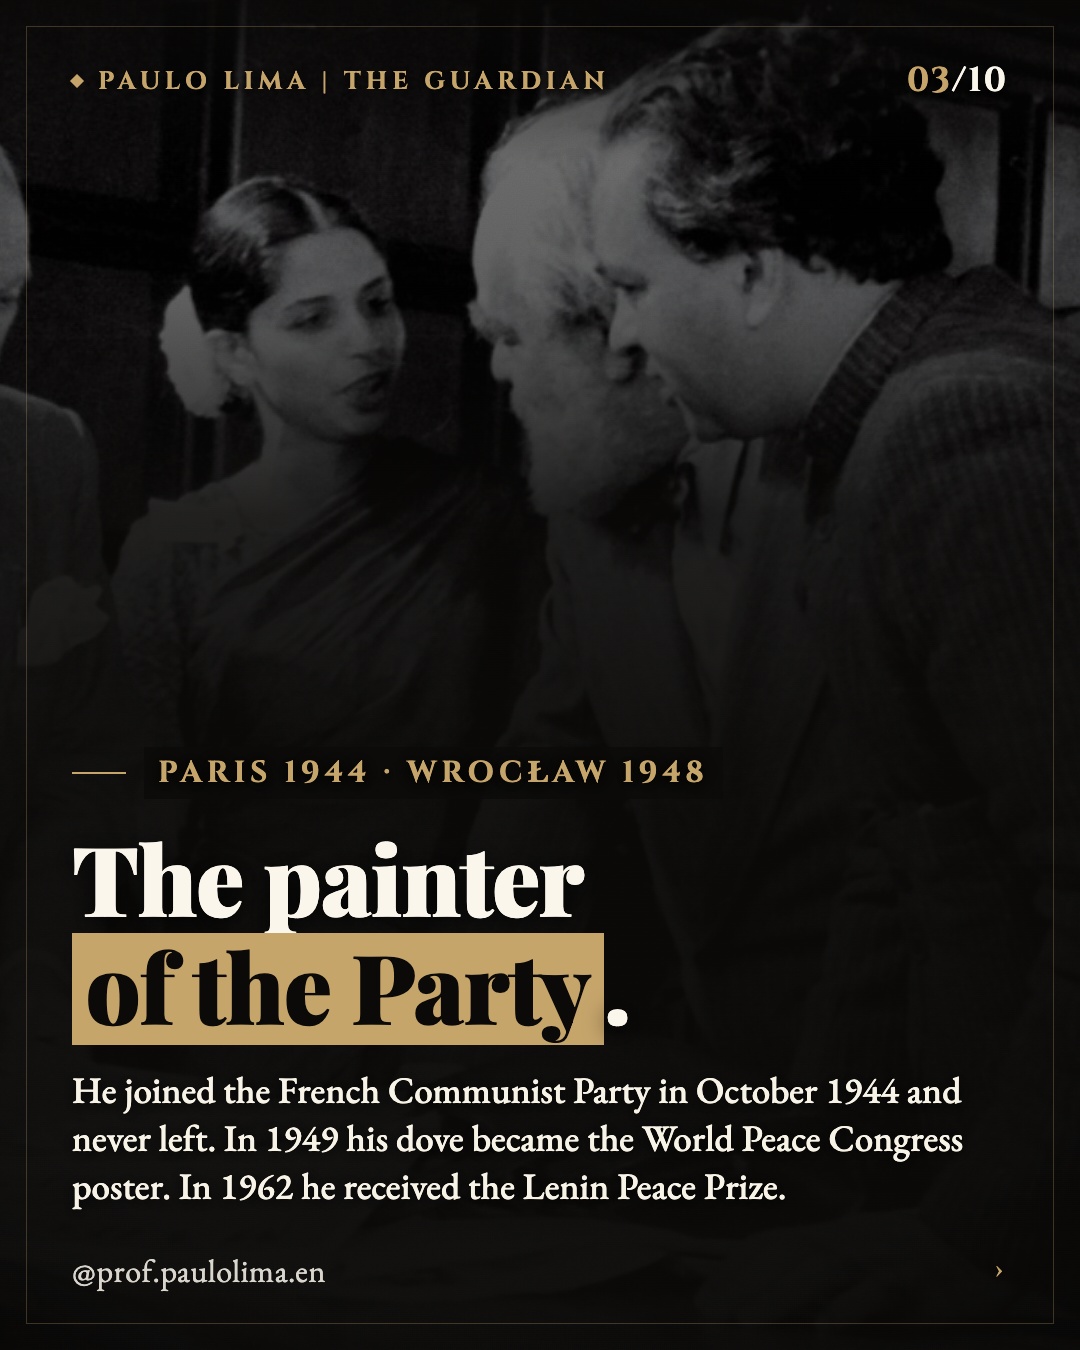 ◆ PAULO LIMA | THE GUARDIAN
03/10
PARIS 1944 · WROCŁAW 1948
The painter
of the Party.
He joined the French Communist Party in October 1944 and
never left. In 1949 his dove became the World Peace Congress
poster. In 1962 he received the Lenin Peace Prize.
@prof.paulolima.en
›